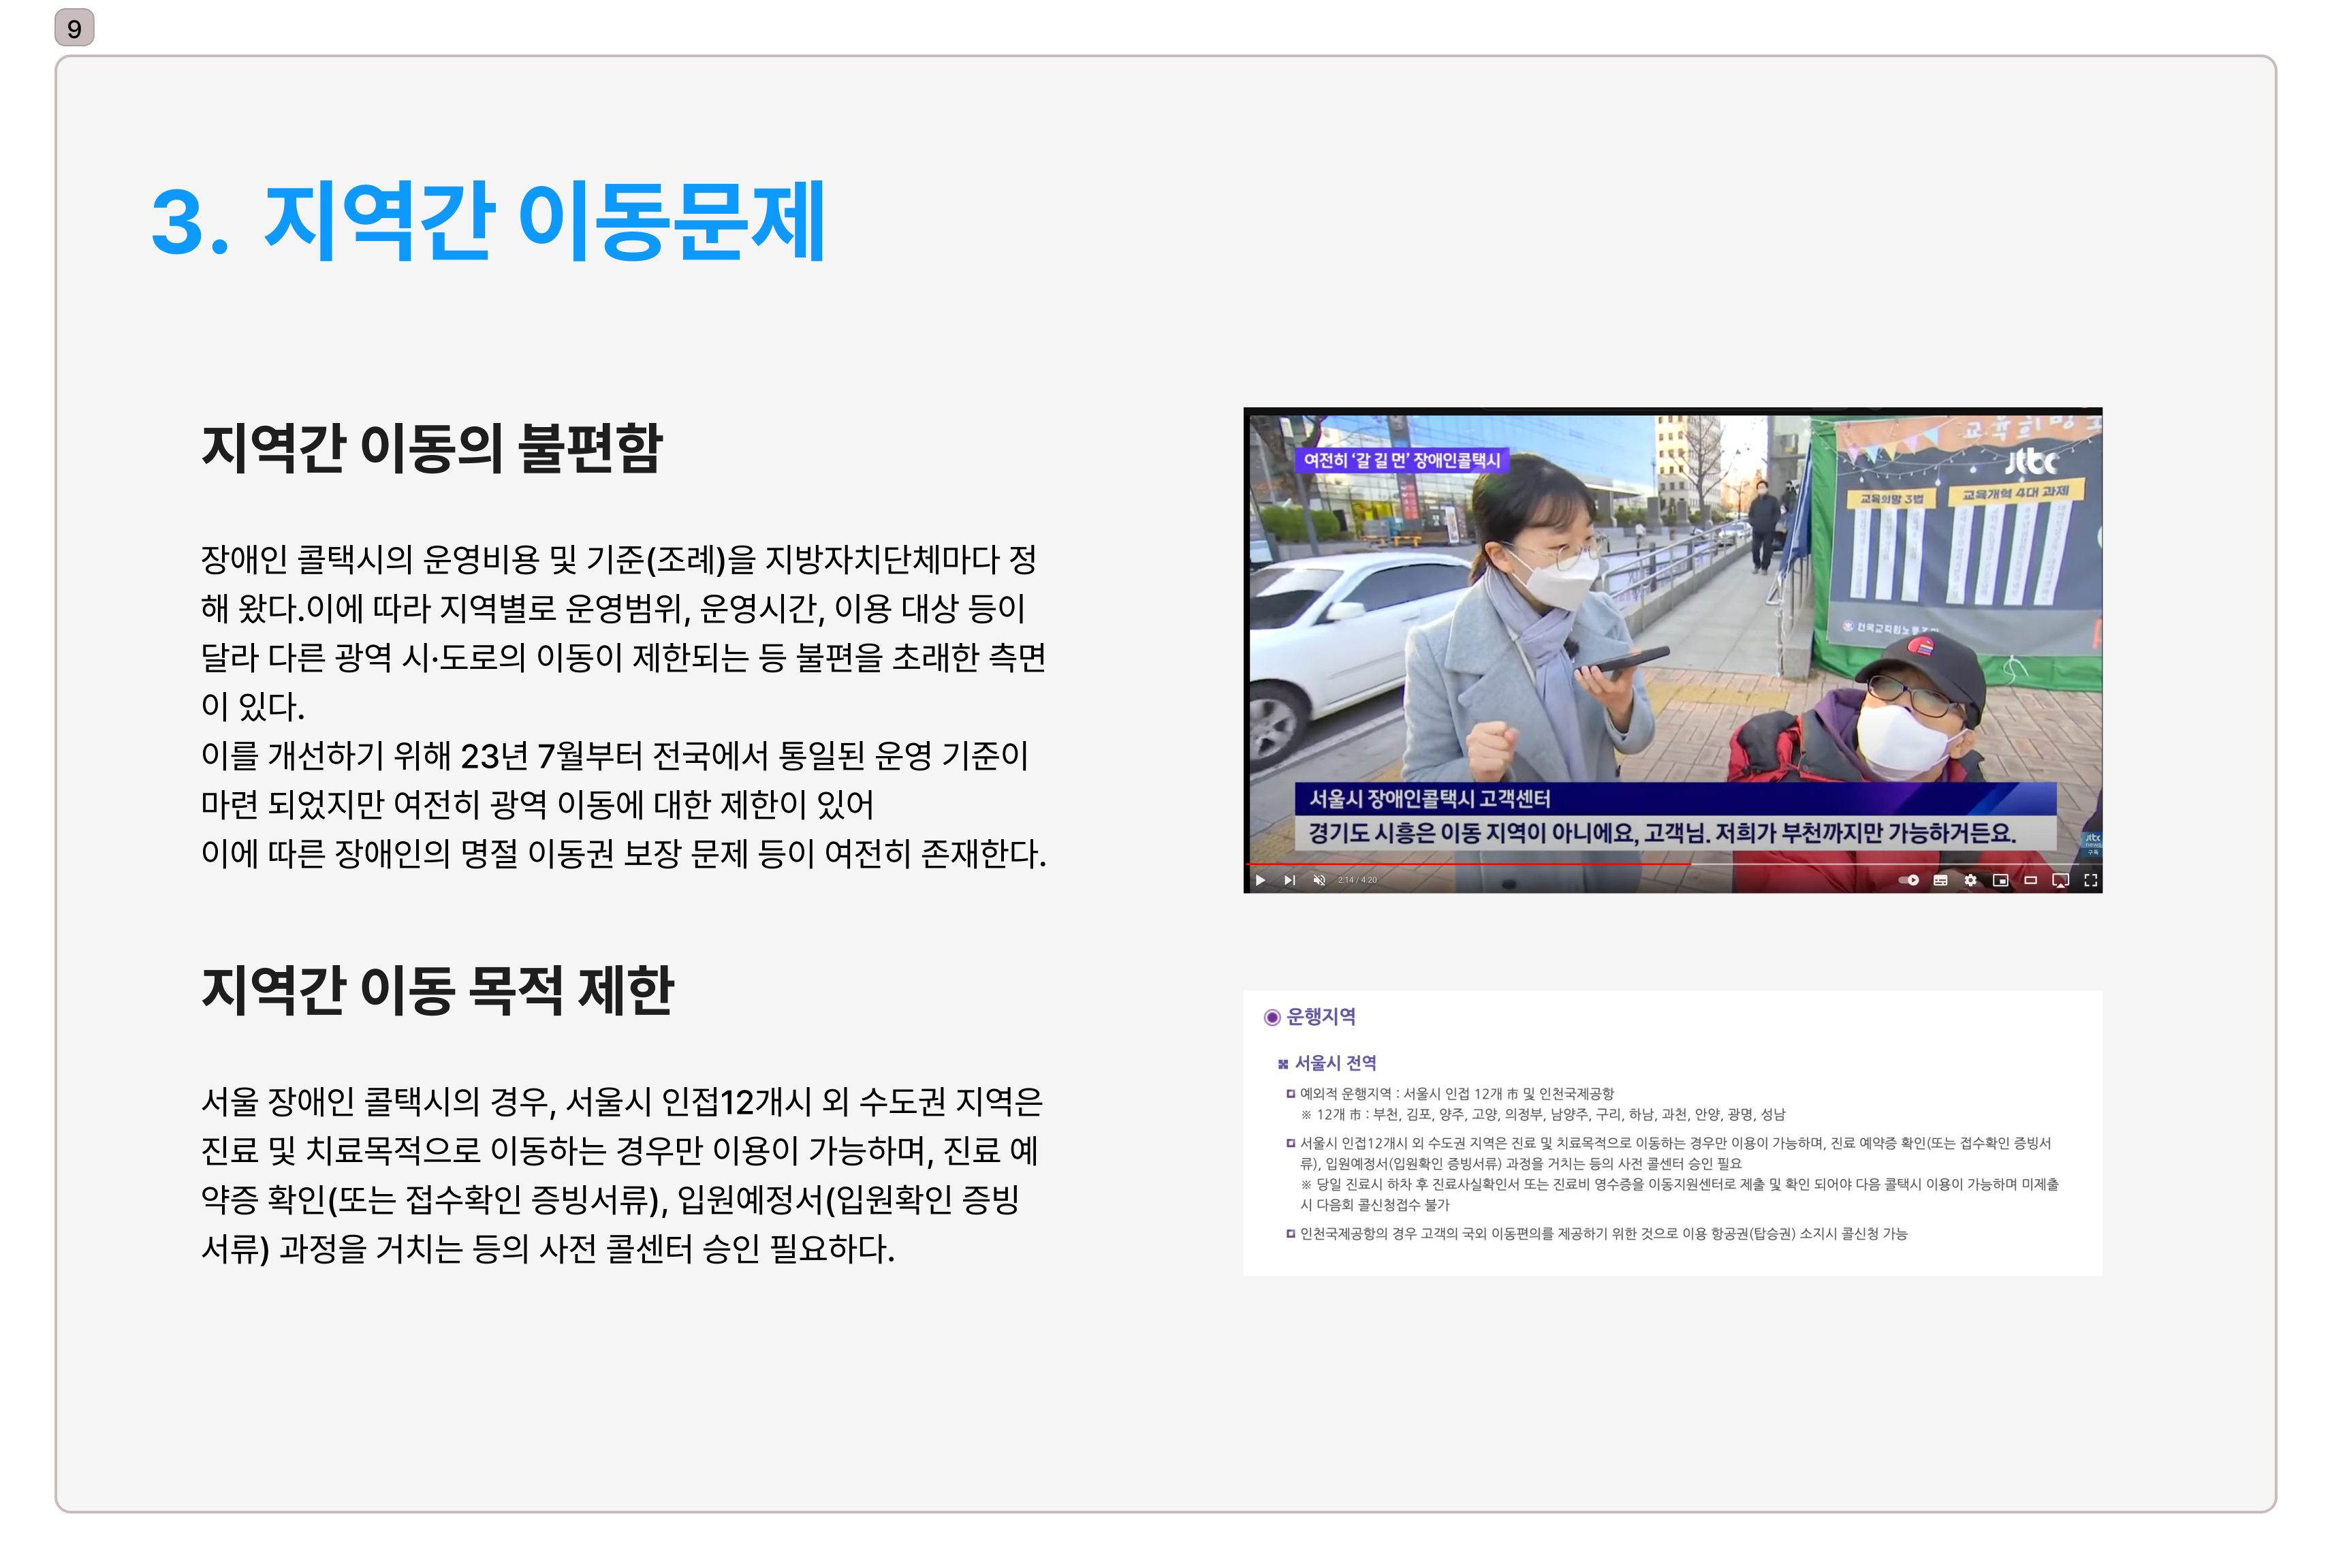 9
3. 지역간 이동문제
지역간 이동의 불편함
장애인 콜택시의 운영비용 및 기준(조례)을 지방자치단체마다 정
해 왔다.이에 따라 지역별로 운영범위, 운영시간, 이용 대상 등이
달라 다른 광역 시·도로의 이동이 제한되는 등 불편을 초래한 측면
이 있다.
이를 개선하기 위해 23년 7월부터 전국에서 통일된 운영 기준이
마련 되었지만 여전히 광역 이동에 대한 제한이 있어
이에 따른 장애인의 명절 이동권 보장 문제 등이 여전히 존재한다.
지역간 이동 목적 제한
서울 장애인 콜택시의 경우, 서울시 인접12개시 외 수도권 지역은
진료 및 치료목적으로 이동하는 경우만 이용이 가능하며, 진료 예
약증 확인(또는 접수확인 증빙서류), 입원예정서(입원확인 증빙
서류) 과정을 거치는 등의 사전 콜센터 승인 필요하다.
여전히 ‘갈 길 먼’ 장애인콜택시
jtbc
교육희망 3법
교육개혁 4대 과제
서울시 장애인콜택시 고객센터
경기도 시흥은 이동 지역이 아니에요, 고객님. 저희가 부천까지만 가능하거든요.
jtbc
news
구독
2:14 / 4:20
운행지역
서울시 전역
예외적 운행지역 : 서울시 인접 12개 市 및 인천국제공항
※ 12개 市 : 부천, 김포, 양주, 고양, 의정부, 남양주, 구리, 하남, 과천, 안양, 광명, 성남
서울시 인접12개시 외 수도권 지역은 진료 및 치료목적으로 이동하는 경우만 이용이 가능하며, 진료 예약증 확인(또는 접수확인 증빙서
류), 입원예정서(입원확인 증빙서류) 과정을 거치는 등의 사전 콜센터 승인 필요
※ 당일 진료시 하차 후 진료사실확인서 또는 진료비 영수증을 이동지원센터로 제출 및 확인 되어야 다음 콜택시 이용이 가능하며 미제출
시 다음회 콜신청접수 불가
인천국제공항의 경우 고객의 국외 이동편의를 제공하기 위한 것으로 이용 항공권(탑승권) 소지시 콜신청 가능